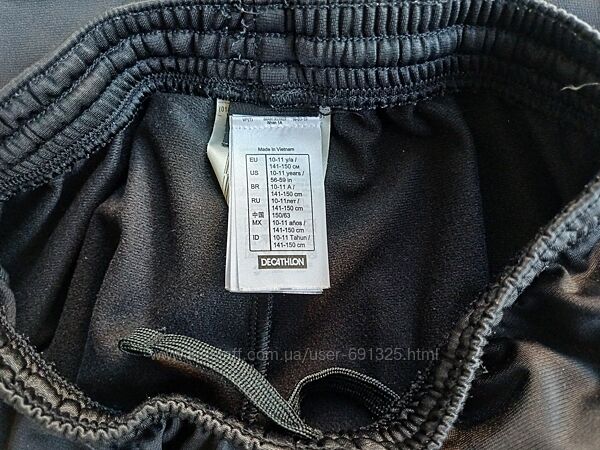 Made in Vietnam
EU 10-11 y/a /
141-150 см
US 10-11 years /
56-59 in
BR 10-11 A /
141-150 cm
RU 10-11лет /
141-150 cm
中国 150/63
MX 10-11 años /
141-150 cm
ID 10-11 Tahun /
141-150 cm
DECATHLON